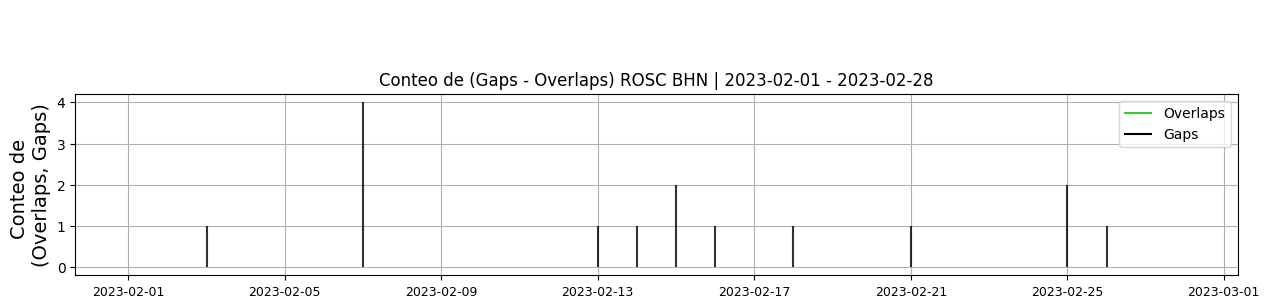 Conteo de (Gaps - Overlaps) ROSC BHN | 2023-02-01 - 2023-02-28
Conteo de
(Overlaps, Gaps)
4
3
2
1
0
Overlaps
Gaps
2023-02-01 2023-02-05 2023-02-09 2023-02-13 2023-02-17 2023-02-21 2023-02-25 2023-03-01